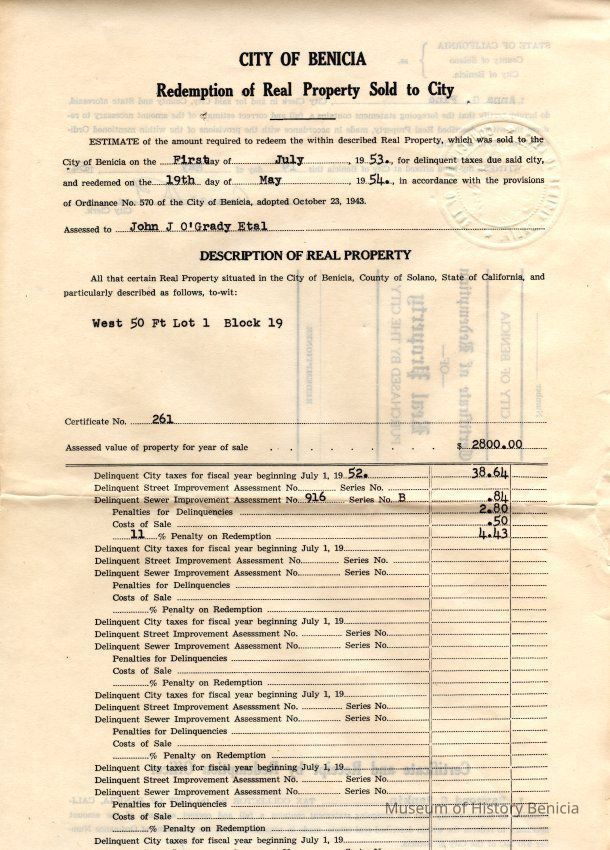 CITY OF BENICIA
Redemption of Real Property Sold to City
ESTIMATE of the amount required to redeem the within described Real Property, which was sold to the
City of Benicia on the First day of July, 1953., for delinquent taxes due said city,
and reedemed on the 19th day of May, 1954., in accordance with the provisions
of Ordinance No. 570 of the City of Benicia, adopted October 23, 1943.
Assessed to John J O'Grady Etal
DESCRIPTION OF REAL PROPERTY
All that certain Real Property situated in the City of Benicia, County of Solano, State of California, and
particularly described as follows, to-wit:
West 50 Ft Lot 1 Block 19
Certificate No. 261
Assessed value of property for year of sale $ 2800.00
Delinquent City taxes for fiscal year beginning July 1, 19 52. 38.64
Delinquent Street Improvement Assessment No. Series No.
Delinquent Sewer Improvement Assessment No. 916 Series No. B .84
Penalties for Delinquencies 2.80
Costs of Sale .50
11 % Penalty on Redemption 4.43
Delinquent City taxes for fiscal year beginning July 1, 19
Delinquent Street Improvement Assessment No. Series No.
Delinquent Sewer Improvement Assessment No. Series No.
Penalties for Delinquencies
Costs of Sale
% Penalty on Redemption
Delinquent City taxes for fiscal year beginning July 1, 19
Delinquent Street Improvement Asesssment No. Series No.
Delinquent Sewer Improvement Assessment No. Series No.
Penalties for Delinquencies
Costs of Sale
% Penalty on Redemption
Delinquent City taxes for fiscal year beginning July 1, 19
Delinquent Street Improvement Assessment No. Series No.
Delinquent Sewer Improvement Assessment No. Series No.
Penalties for Delinquencies
Costs of Sale
% Penalty on Redemption
Delinquent City taxes for fiscal year beginning July 1, 19
Delinquent Street Improvement Assessment No. Series No.
Delinquent Sewer Improvement Assessment No. Series No.
Penalties for Delinquencies
Costs of Sale
% Penalty on Redemption
Delinquent City taxes for fiscal year beginning July 1, 19
Museum of History Benicia